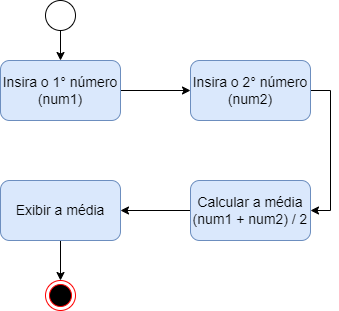 Insira o 1° número
(num1)
Insira o 2° número
(num2)
Calcular a média
(num1 + num2) / 2
Exibir a média